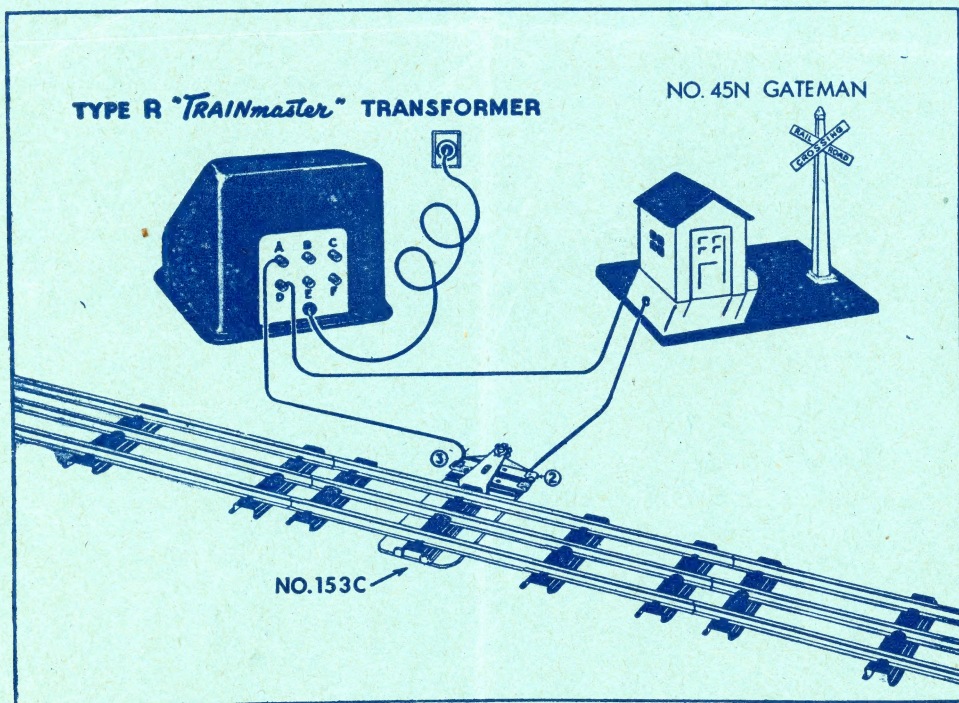 TYPE R "TRAINmaster" TRANSFORMER
NO. 45N GATEMAN
RAIL ROAD
CROSSING
A B C
D E F
3
2
NO. 153C